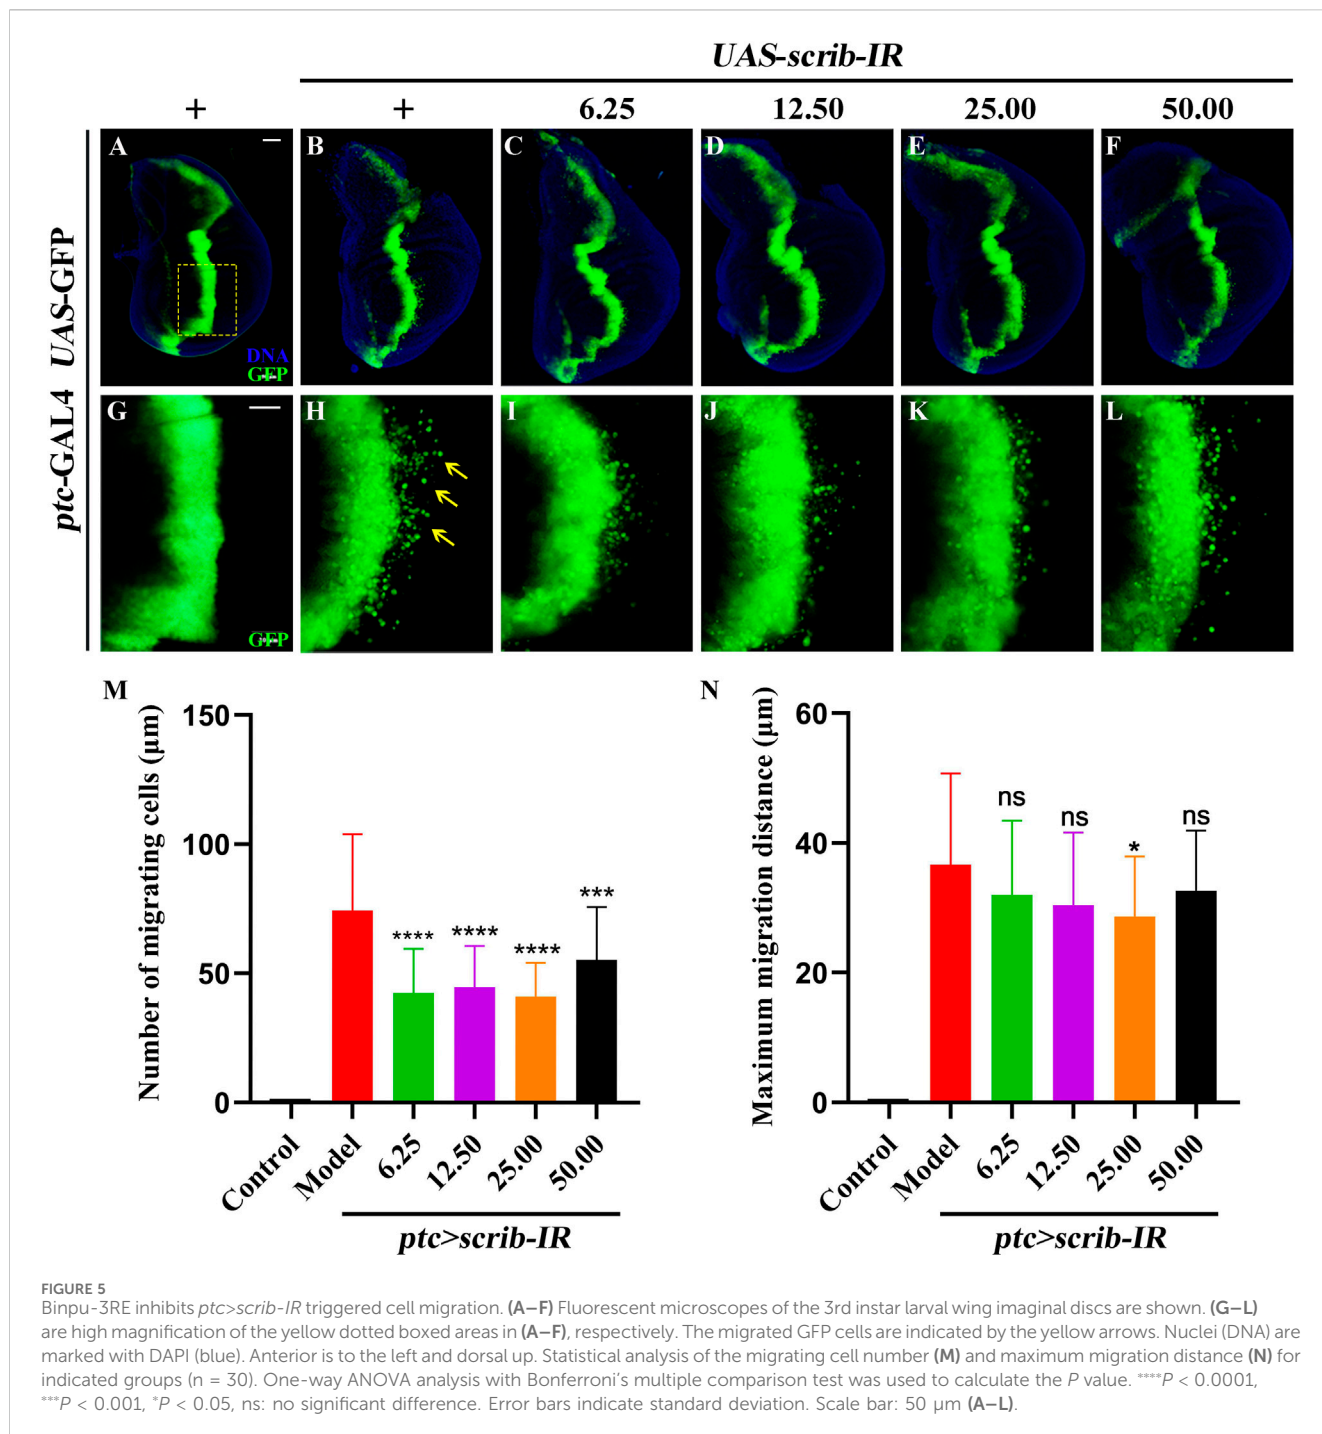 UAS-scrib-IR
+ + 6.25 12.50 25.00 50.00
ptc-GAL4 UAS-GFP
A B C D E F
DNA
GFP
G H I J K L
GFP
M
Number of migrating cells (μm)
150
100
50
0
**** **** **** ***
Control Model 6.25 12.50 25.00 50.00
ptc>scrib-IR
N
Maximum migration distance (μm)
60
40
20
0
ns ns * ns
Control Model 6.25 12.50 25.00 50.00
ptc>scrib-IR
FIGURE 5
Binpu-3RE inhibits ptc>scrib-IR triggered cell migration. (A–F) Fluorescent microscopes of the 3rd instar larval wing imaginal discs are shown. (G–L)
are high magnification of the yellow dotted boxed areas in (A–F), respectively. The migrated GFP cells are indicated by the yellow arrows. Nuclei (DNA) are
marked with DAPI (blue). Anterior is to the left and dorsal up. Statistical analysis of the migrating cell number (M) and maximum migration distance (N) for
indicated groups (n = 30). One-way ANOVA analysis with Bonferroni's multiple comparison test was used to calculate the P value. ****P < 0.0001,
***P < 0.001, *P < 0.05, ns: no significant difference. Error bars indicate standard deviation. Scale bar: 50 μm (A–L).